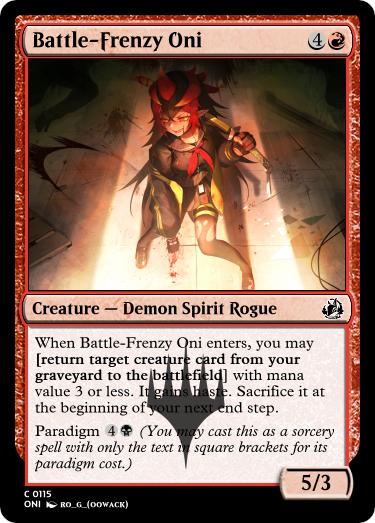 Battle-Frenzy Oni 4
Creature — Demon Spirit Rogue
When Battle-Frenzy Oni enters, you may
[return target creature card from your
graveyard to the battlefield] with mana
value 3 or less. It gains haste. Sacrifice it at
the beginning of your next end step.
Paradigm 4 (You may cast this as a sorcery
spell with only the text in square brackets for its
paradigm cost.)
5/3
C 0115
ONI RO_G_(OOWACK)